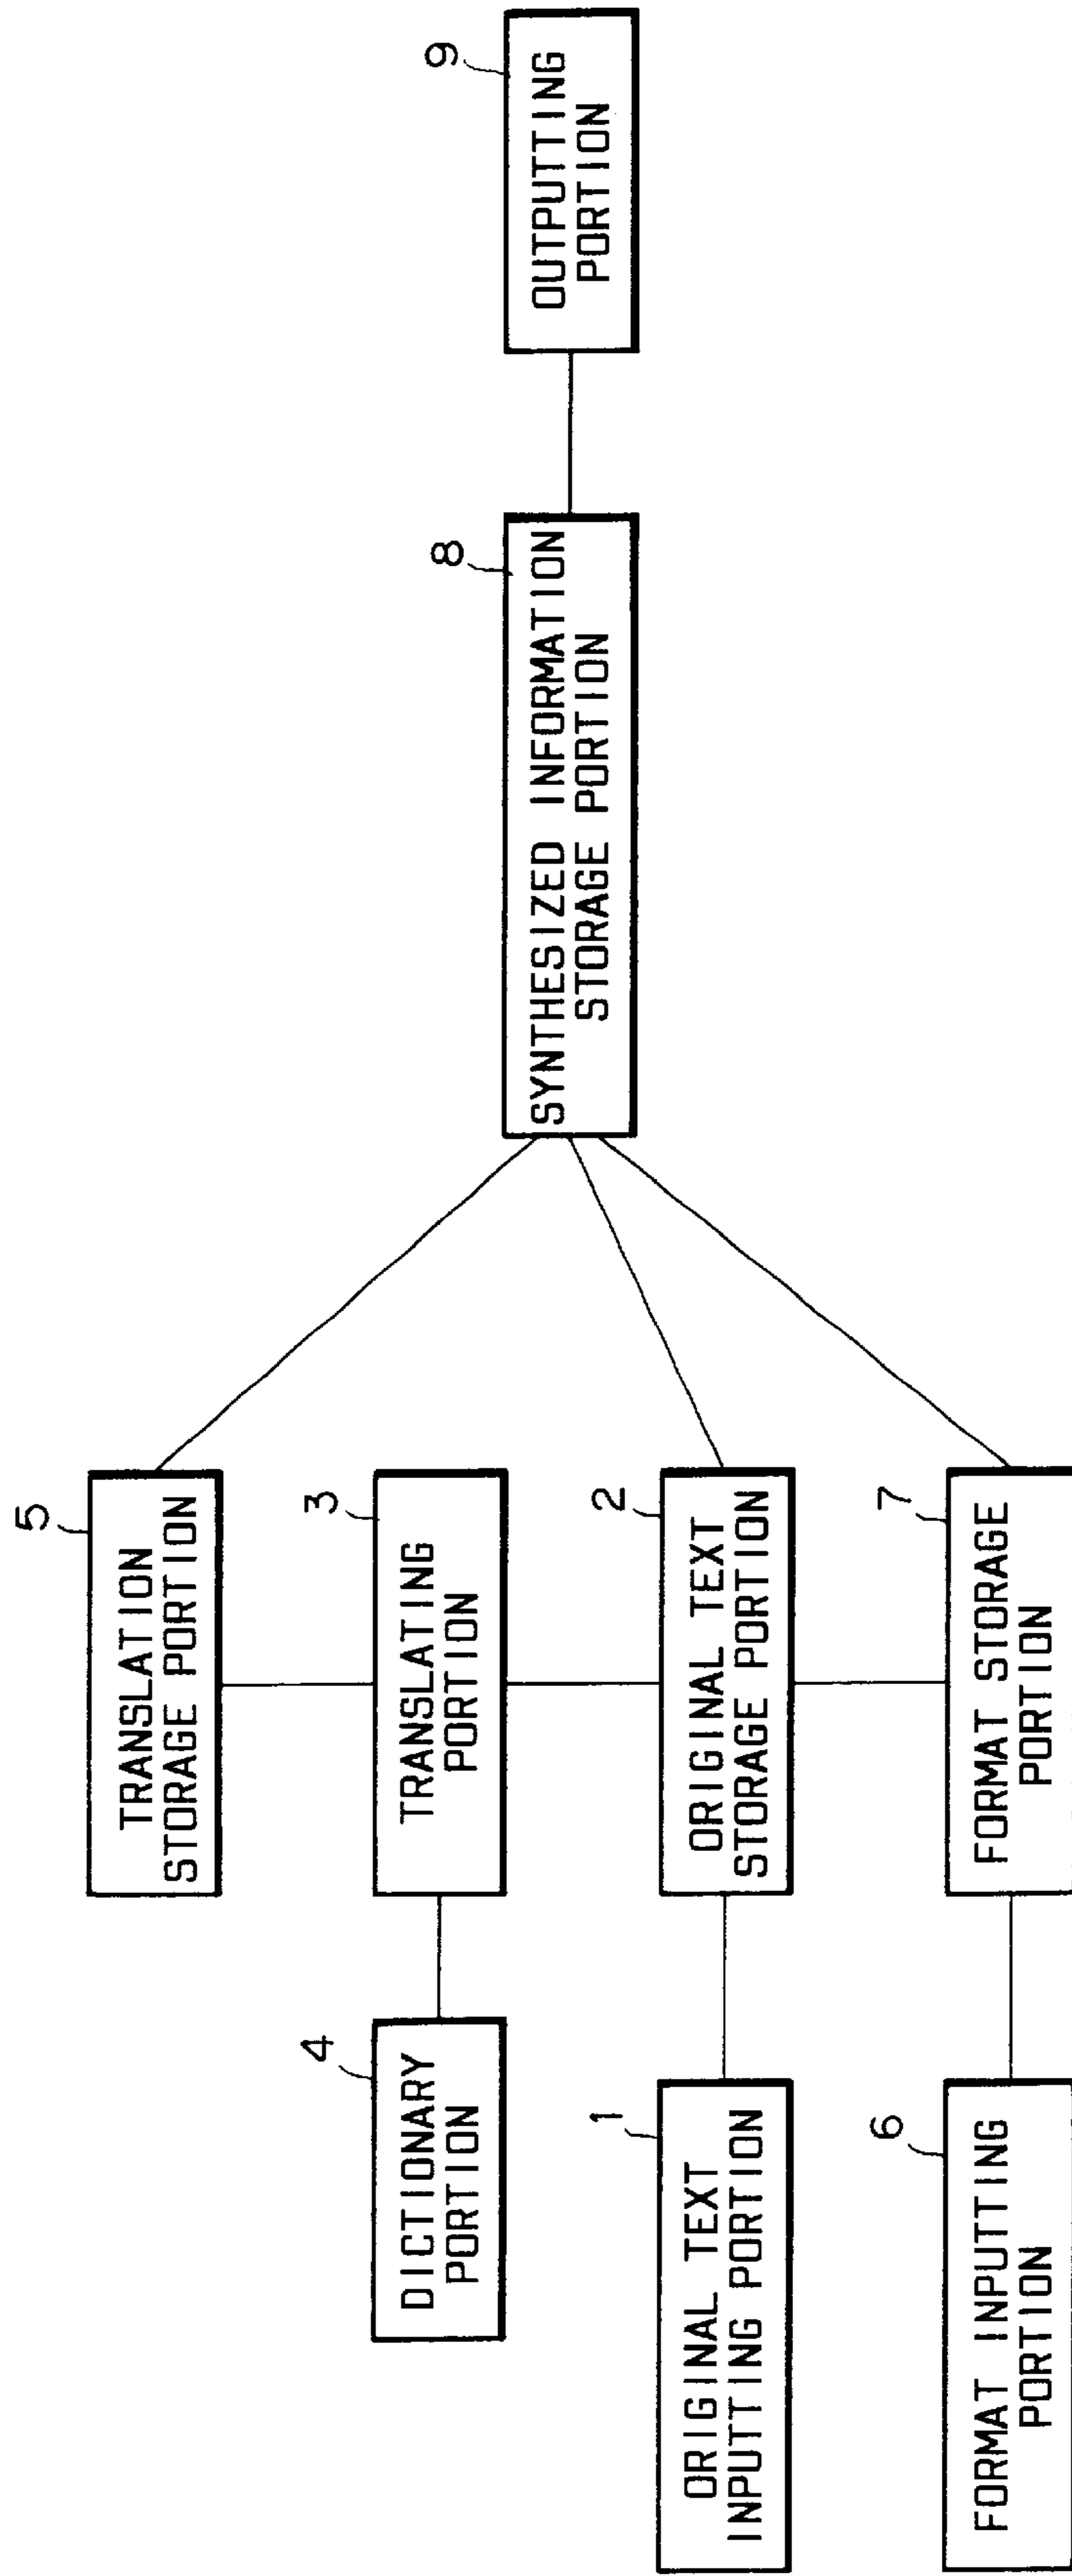 5
TRANSLATION
STORAGE PORTION
4
DICTIONARY
PORTION
3
TRANSLATING
PORTION
1
ORIGINAL TEXT
INPUTTING PORTION
2
ORIGINAL TEXT
STORAGE PORTION
6
FORMAT INPUTTING
PORTION
7
FORMAT STORAGE
PORTION
8
SYNTHESIZED INFORMATION
STORAGE PORTION
9
OUTPUTTING
PORTION